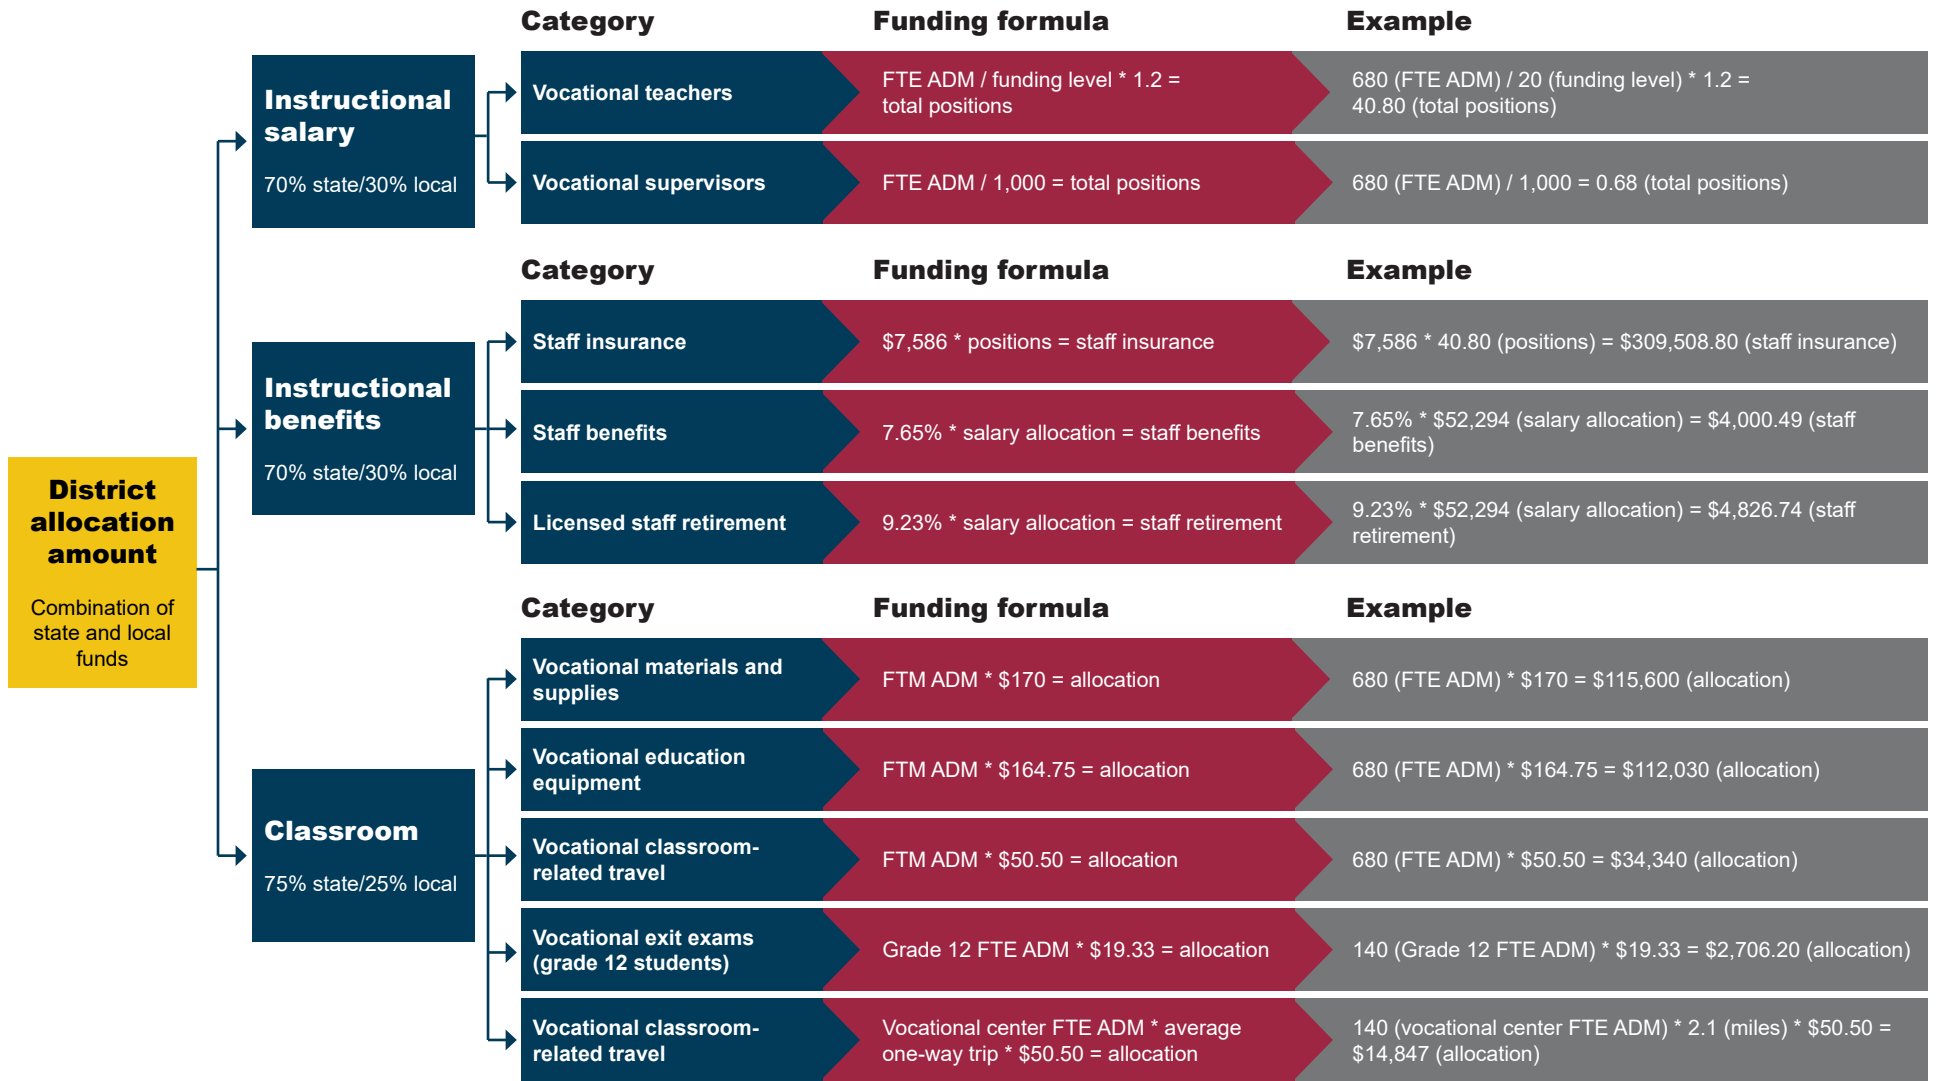 Category Funding formula Example
Instructional
salary
70% state/30% local
Vocational teachers
FTE ADM / funding level * 1.2 =
total positions
680 (FTE ADM) / 20 (funding level) * 1.2 =
40.80 (total positions)
Vocational supervisors
FTE ADM / 1,000 = total positions
680 (FTE ADM) / 1,000 = 0.68 (total positions)
Category Funding formula Example
Instructional
benefits
70% state/30% local
Staff insurance
$7,586 * positions = staff insurance
$7,586 * 40.80 (positions) = $309,508.80 (staff insurance)
Staff benefits
7.65% * salary allocation = staff benefits
7.65% * $52,294 (salary allocation) = $4,000.49 (staff
benefits)
Licensed staff retirement
9.23% * salary allocation = staff retirement
9.23% * $52,294 (salary allocation) = $4,826.74 (staff
retirement)
District
allocation
amount
Combination of
state and local
funds
Category Funding formula Example
Classroom
75% state/25% local
Vocational materials and
supplies
FTM ADM * $170 = allocation
680 (FTE ADM) * $170 = $115,600 (allocation)
Vocational education
equipment
FTM ADM * $164.75 = allocation
680 (FTE ADM) * $164.75 = $112,030 (allocation)
Vocational classroom-
related travel
FTM ADM * $50.50 = allocation
680 (FTE ADM) * $50.50 = $34,340 (allocation)
Vocational exit exams
(grade 12 students)
Grade 12 FTE ADM * $19.33 = allocation
140 (Grade 12 FTE ADM) * $19.33 = $2,706.20 (allocation)
Vocational classroom-
related travel
Vocational center FTE ADM * average
one-way trip * $50.50 = allocation
140 (vocational center FTE ADM) * 2.1 (miles) * $50.50 =
$14,847 (allocation)